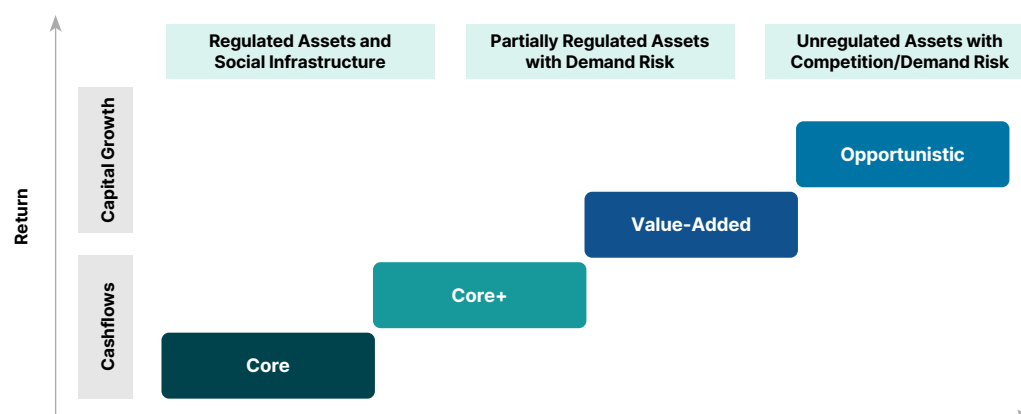 Regulated Assets and
Social Infrastructure
Partially Regulated Assets
with Demand Risk
Unregulated Assets with
Competition/Demand Risk
Return
Capital Growth
Cashflows
Opportunistic
Value-Added
Core+
Core